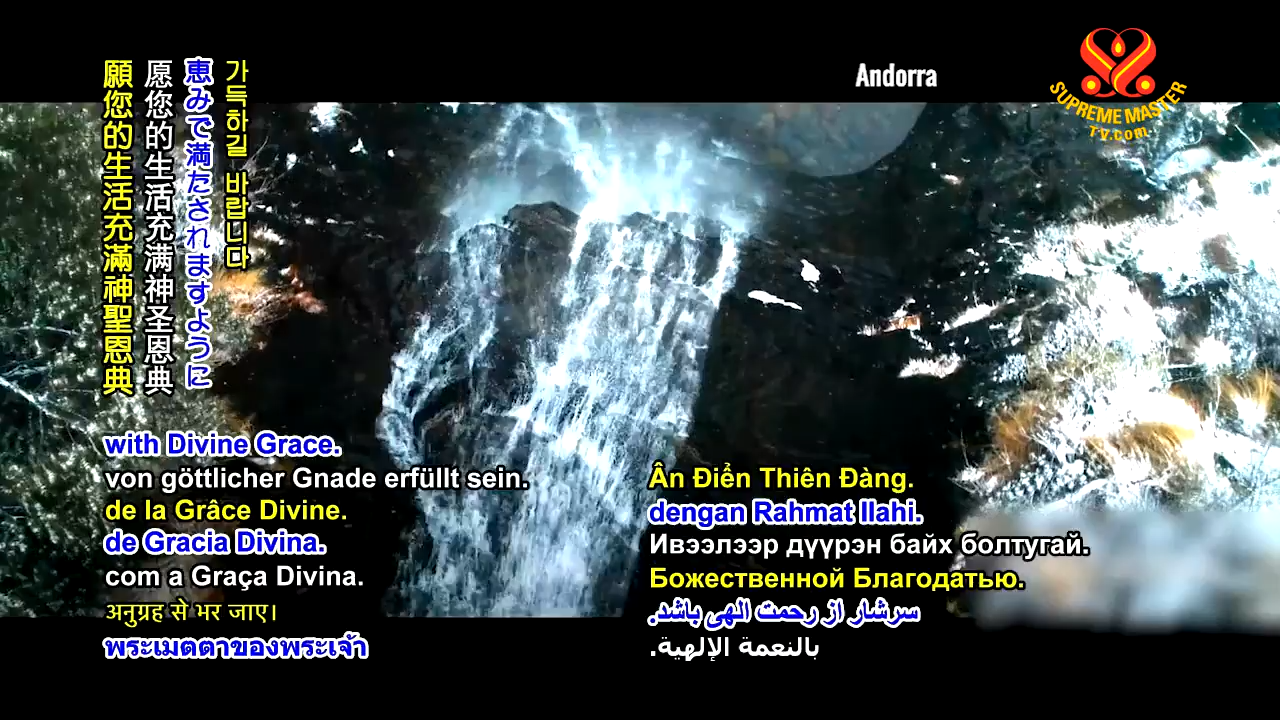 Andorra
SUPREME MASTER
TV.com
가득하길 바랍니다
恵みで満たされますように
愿您的生活充满神圣恩典
願您的生活充滿神聖恩典
with Divine Grace.
von göttlicher Gnade erfüllt sein.
de la Grâce Divine.
de Gracia Divina.
com a Graça Divina.
अनुग्रह से भर जाए।
พระเมตตาของพระเจ้า
Ân Điển Thiên Đàng.
dengan Rahmat Ilahi.
Ивээлээр дүүрэн байх болтугай.
Божественной Благодатью.
سرشار از رحمت الهی باشد.
بالنعمة الإلهية.